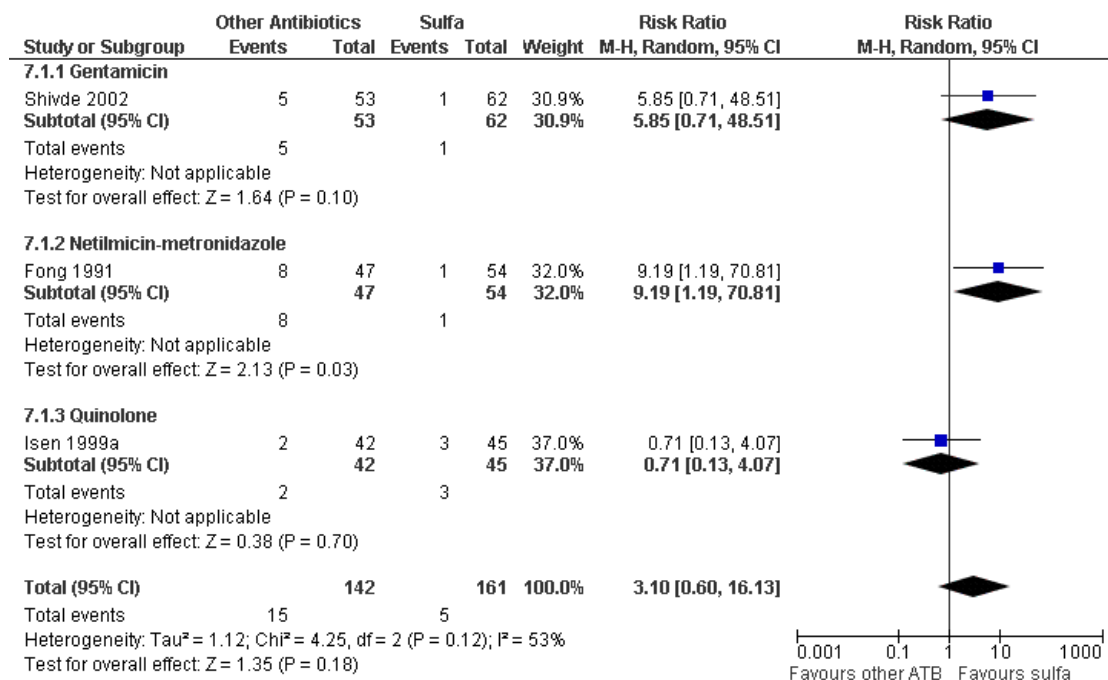 Other Antibiotics Sulfa Risk Ratio Risk Ratio
Study or Subgroup Events Total Events Total Weight M-H, Random, 95% CI M-H, Random, 95% CI
7.1.1 Gentamicin
Shivde 2002 5 53 1 62 30.9% 5.85 [0.71, 48.51]
Subtotal (95% CI) 53 62 30.9% 5.85 [0.71, 48.51]
Total events 5 1
Heterogeneity: Not applicable
Test for overall effect: Z = 1.64 (P = 0.10)
7.1.2 Netilmicin-metronidazole
Fong 1991 8 47 1 54 32.0% 9.19 [1.19, 70.81]
Subtotal (95% CI) 47 54 32.0% 9.19 [1.19, 70.81]
Total events 8 1
Heterogeneity: Not applicable
Test for overall effect: Z = 2.13 (P = 0.03)
7.1.3 Quinolone
Isen 1999a 2 42 3 45 37.0% 0.71 [0.13, 4.07]
Subtotal (95% CI) 42 45 37.0% 0.71 [0.13, 4.07]
Total events 2 3
Heterogeneity: Not applicable
Test for overall effect: Z = 0.38 (P = 0.70)
Total (95% CI) 142 161 100.0% 3.10 [0.60, 16.13]
Total events 15 5
Heterogeneity: Tau² = 1.12; Chi² = 4.25, df = 2 (P = 0.12); I² = 53%
Test for overall effect: Z = 1.35 (P = 0.18)
0.001 0.1 1 10 1000
Favours other ATB Favours sulfa